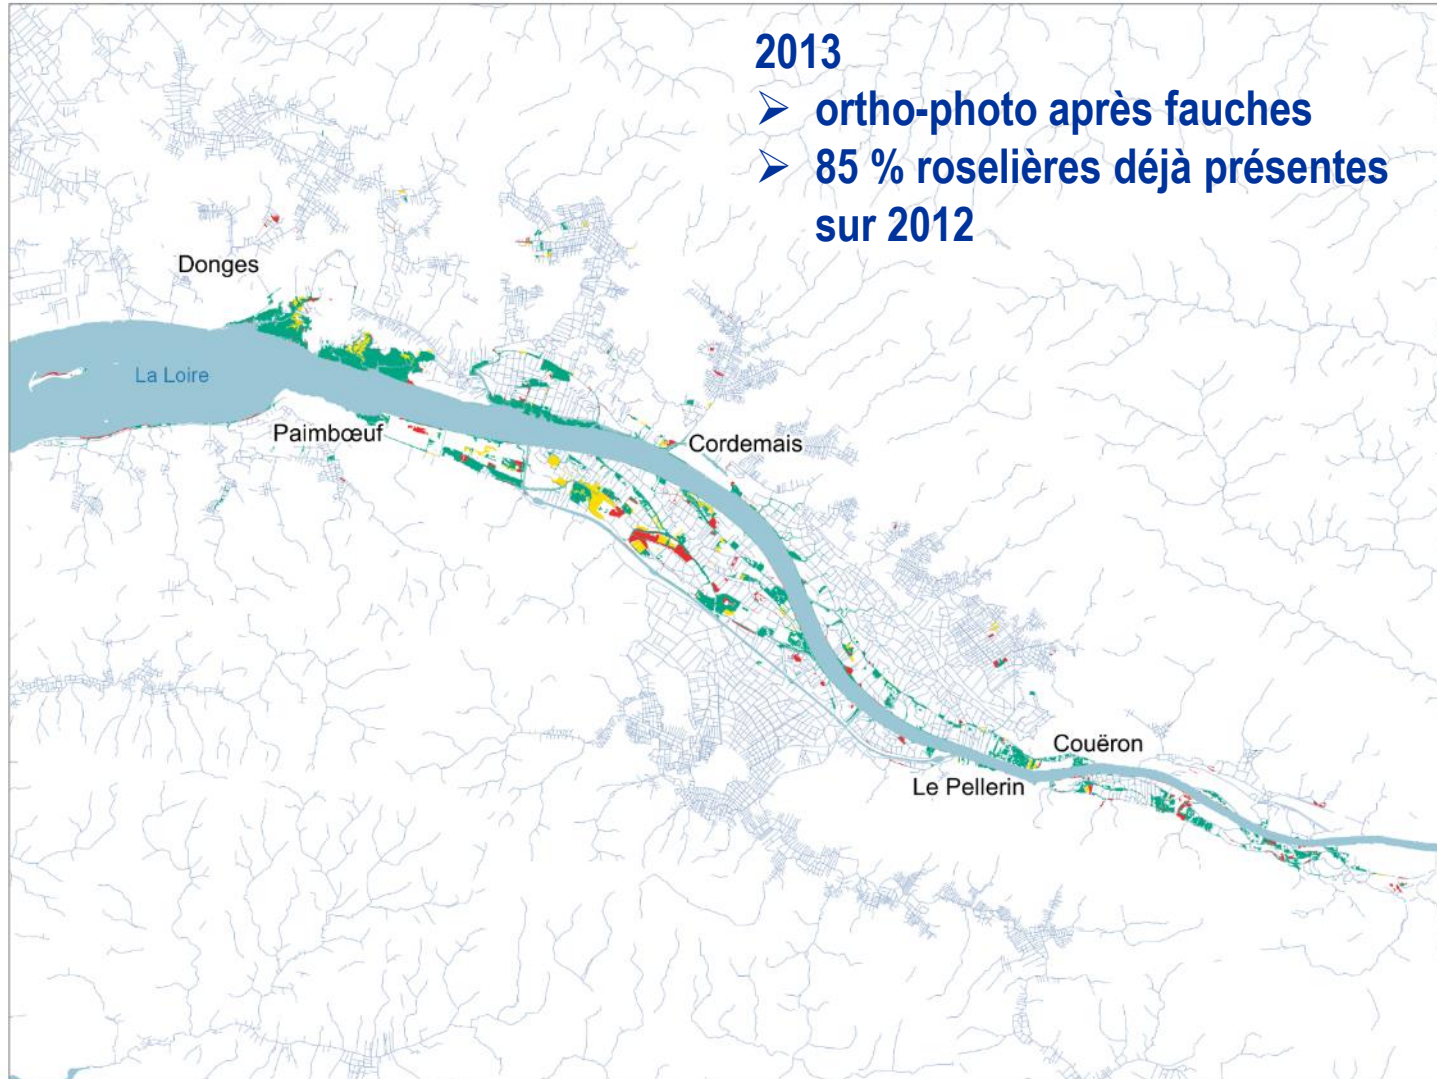 2013
➢ ortho-photo après fauches
➢ 85 % roselières déjà présentes
sur 2012
Donges
La Loire
Paimbœuf
Cordemais
Couëron
Le Pellerin